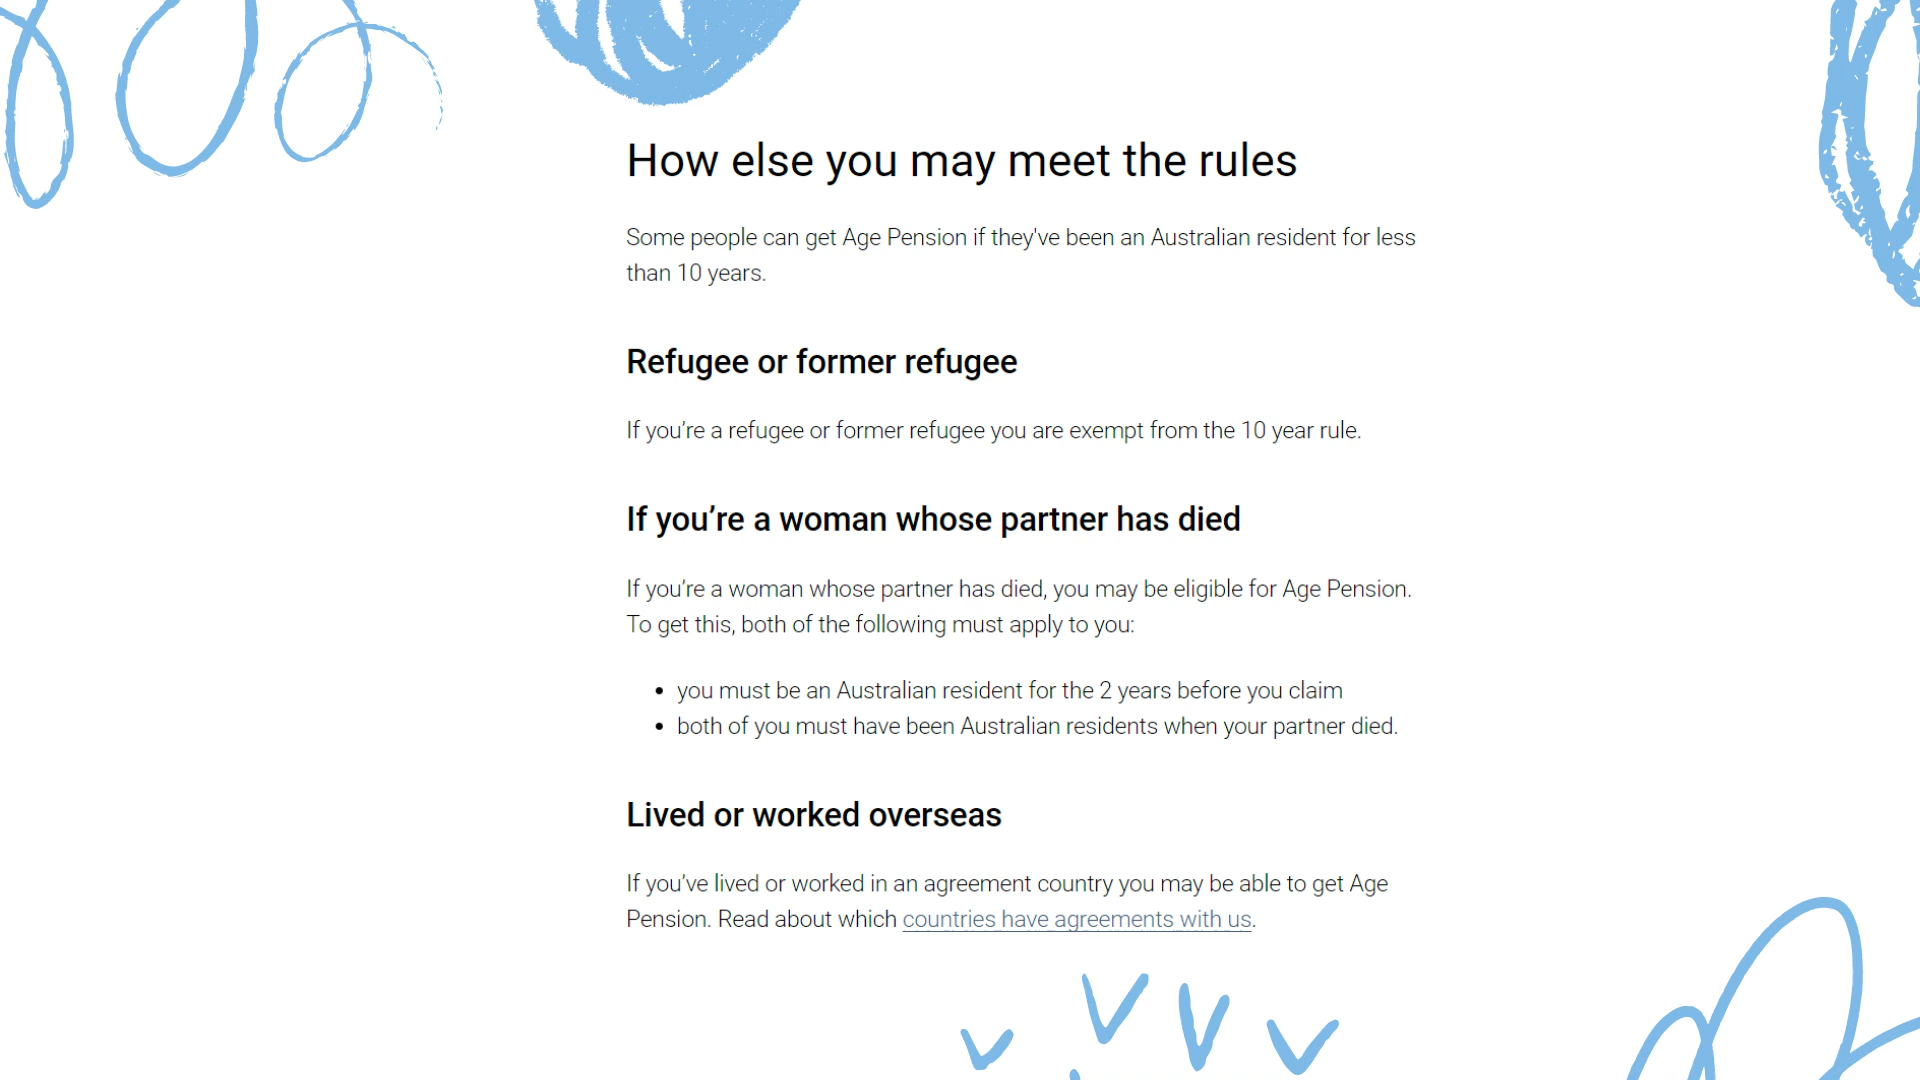 How else you may meet the rules
Some people can get Age Pension if they've been an Australian resident for less
than 10 years.
Refugee or former refugee
If you’re a refugee or former refugee you are exempt from the 10 year rule.
If you’re a woman whose partner has died
If you’re a woman whose partner has died, you may be eligible for Age Pension.
To get this, both of the following must apply to you:
• you must be an Australian resident for the 2 years before you claim
• both of you must have been Australian residents when your partner died.
Lived or worked overseas
If you’ve lived or worked in an agreement country you may be able to get Age
Pension. Read about which countries have agreements with us.